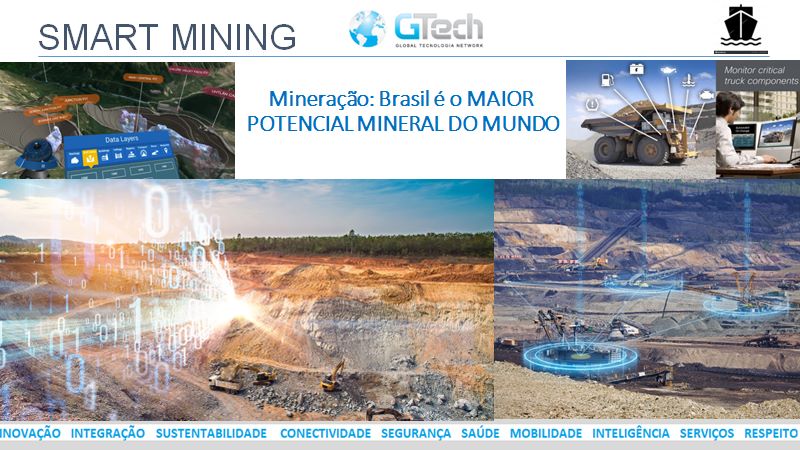 SMART MINING
GTech
GLOBAL TECNOLOGIA NETWORK
Mineração: Brasil é o MAIOR
POTENCIAL MINERAL DO MUNDO
Data Layers
Monitor critical
truck components
INOVAÇÃO INTEGRAÇÃO SUSTENTABILIDADE CONECTIVIDADE SEGURANÇA SAÚDE MOBILIDADE INTELIGÊNCIA SERVIÇOS RESPEITO